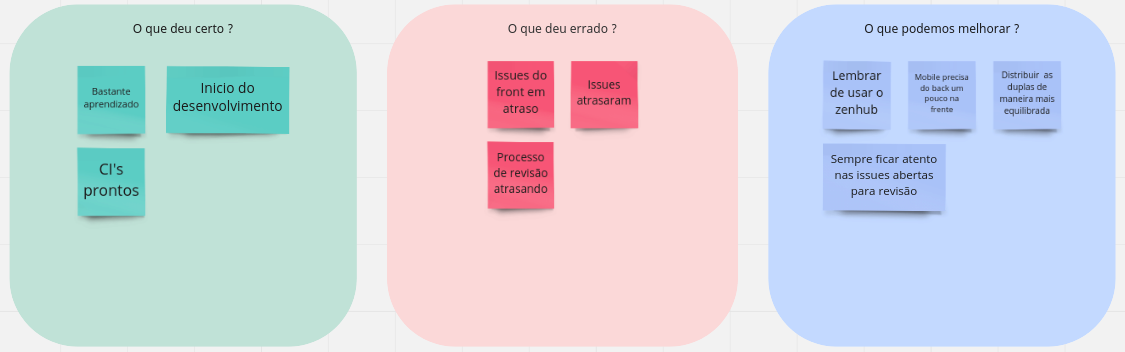 O que deu certo ?
Bastante
aprendizado
Inicio do
desenvolvimento
CI's
prontos
O que deu errado ?
Issues do
front em
atraso
Issues
atrasaram
Processo
de revisão
atrasando
O que podemos melhorar ?
Lembrar
de usar o
zenhub
Mobile precisa
do back um
pouco na
frente
Distribuir as
duplas de
maneira mais
equilibrada
Sempre ficar atento
nas issues abertas
para revisão